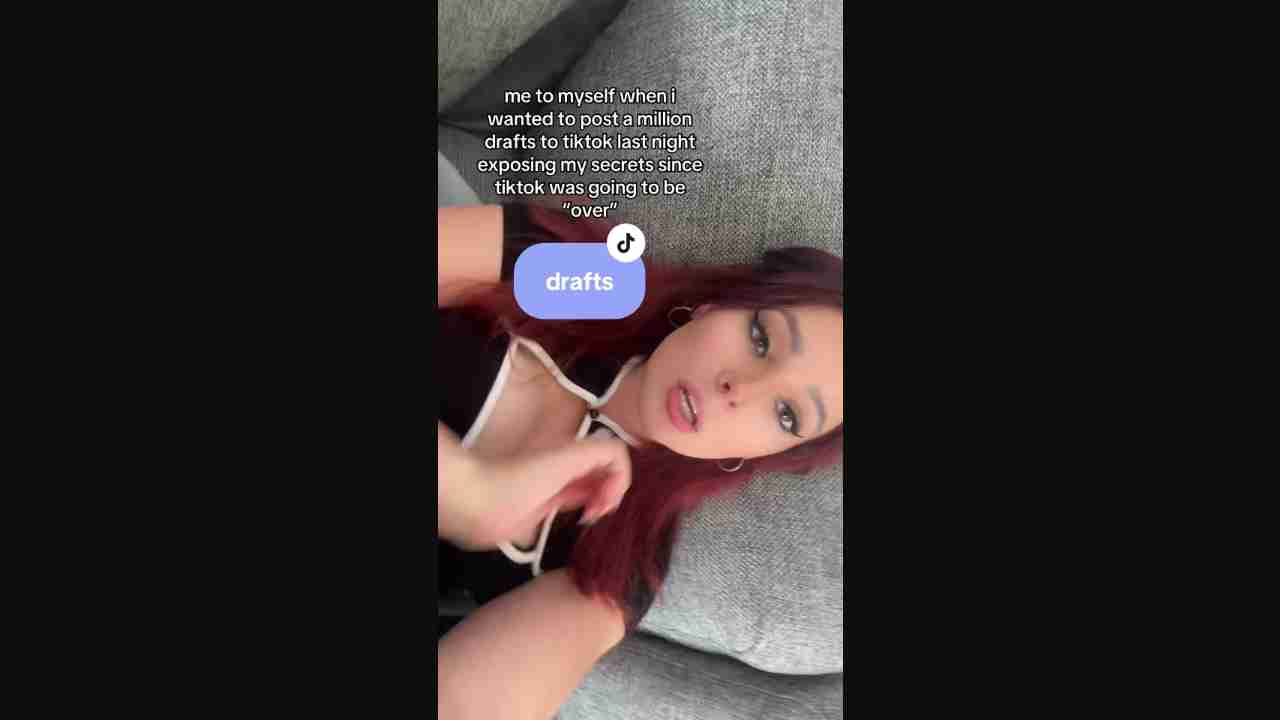 me to myself when i
wanted to post a million
drafts to tiktok last night
exposing my secrets since
tiktok was going to be
“over”
drafts